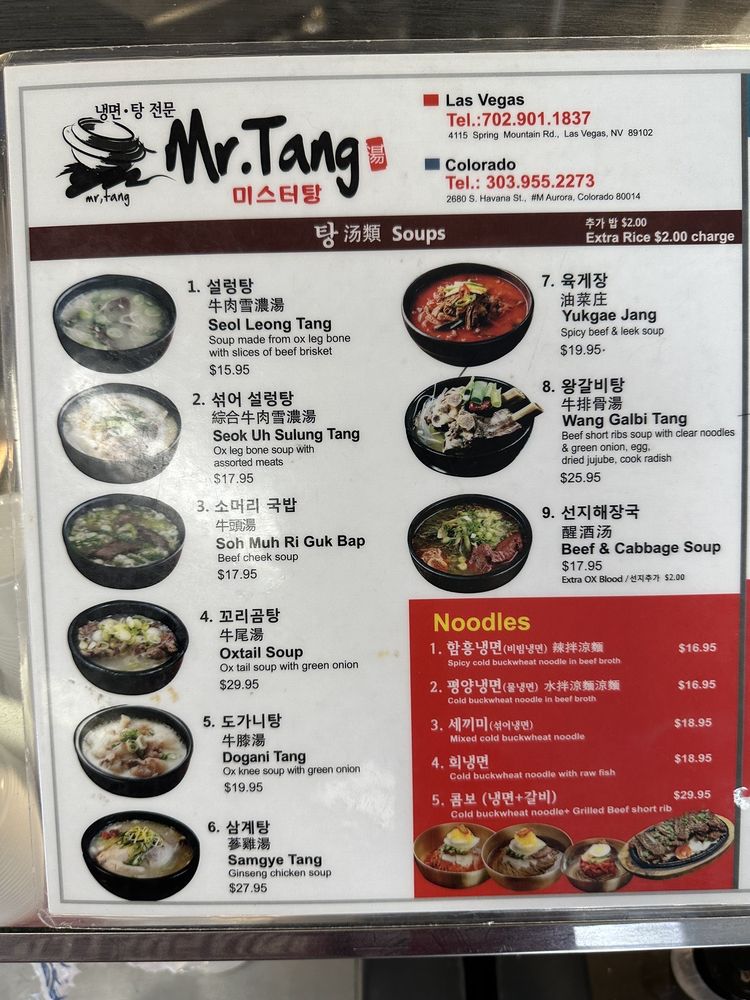 냉면·탕 전문
Mr.Tang 湯
mr,tang
미스터탕
Las Vegas
Tel.:702.901.1837
4115 Spring Mountain Rd., Las Vegas, NV 89102
Colorado
Tel.: 303.955.2273
2680 S. Havana St., #M Aurora, Colorado 80014
탕 汤類 Soups
추가 밥 $2.00
Extra Rice $2.00 charge
1. 설렁탕
牛肉雪濃湯
Seol Leong Tang
Soup made from ox leg bone
with slices of beef brisket
$15.95
2. 섞어 설렁탕
綜合牛肉雪濃湯
Seok Uh Sulung Tang
Ox leg bone soup with
assorted meats
$17.95
3. 소머리 국밥
牛頭湯
Soh Muh Ri Guk Bap
Beef cheek soup
$17.95
4. 꼬리곰탕
牛尾湯
Oxtail Soup
Ox tail soup with green onion
$29.95
5. 도가니탕
牛膝湯
Dogani Tang
Ox knee soup with green onion
$19.95
6. 삼계탕
蔘雞湯
Samgye Tang
Ginseng chicken soup
$27.95
7. 육게장
油菜庄
Yukgae Jang
Spicy beef & leek soup
$19.95
8. 왕갈비탕
牛排骨湯
Wang Galbi Tang
Beef short ribs soup with clear noodles
& green onion, egg,
dried jujube, cook radish
$25.95
9. 선지해장국
醒酒汤
Beef & Cabbage Soup
$17.95
Extra OX Blood / 선지추가 $2.00
Noodles
1. 함흥냉면(비빔냉면) 辣拌涼麵 $16.95
Spicy cold buckwheat noodle in beef broth
2. 평양냉면(물냉면) 水拌涼麵涼麵 $16.95
Cold buckwheat noodle in beef broth
3. 세끼미(섞어냉면) $18.95
Mixed cold buckwheat noodle
4. 회냉면 $18.95
Cold buckwheat noodle with raw fish
5. 콤보 (냉면+갈비) $29.95
Cold buckwheat noodle+ Grilled Beef short rib